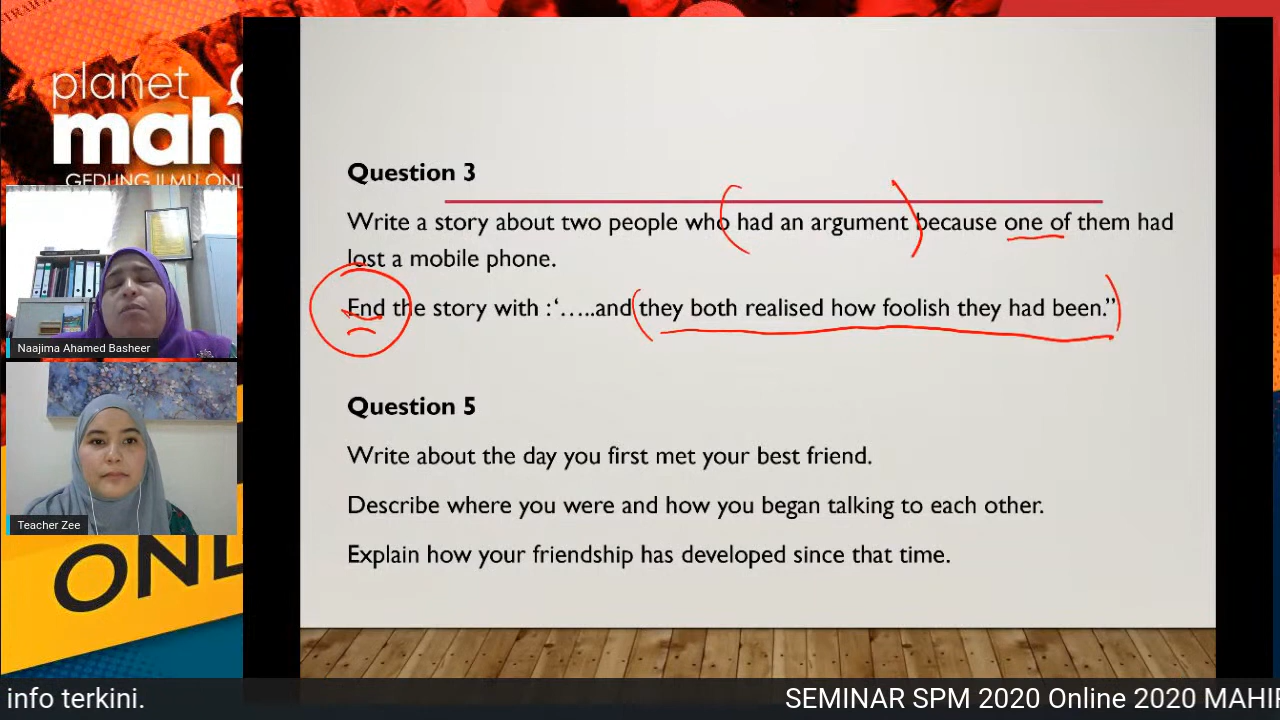 planet
mah
GEDUNG ILMU ONL
Naajima Ahamed Basheer
Teacher Zee
ONL
Question 3
Write a story about two people who had an argument because one of them had
lost a mobile phone.
End the story with :‘…..and they both realised how foolish they had been.”
Question 5
Write about the day you first met your best friend.
Describe where you were and how you began talking to each other.
Explain how your friendship has developed since that time.
info terkini.
SEMINAR SPM 2020 Online 2020 MAHI